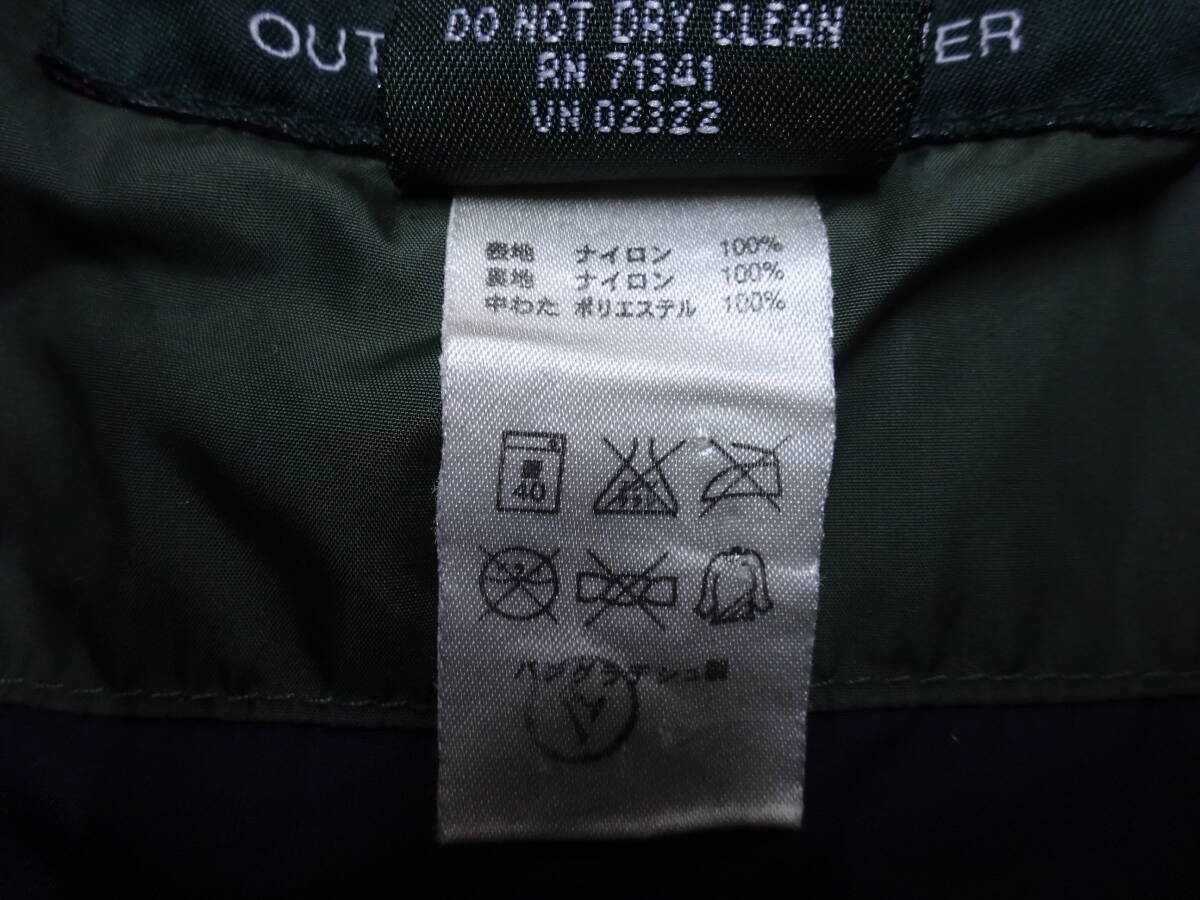 OUT ER
DO NOT DRY CLEAN
RN 71341
VN 02322
表地 ナイロン 100%
裏地 ナイロン 100%
中わた ポリエステル 100%
40
バングラデシュ製
A